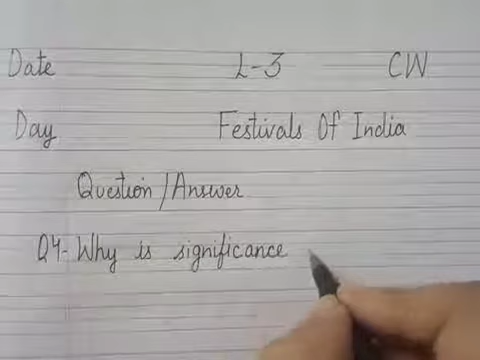 Date L-3 CW
Day Festivals Of India
Question/Answer
Q4- Why is significance